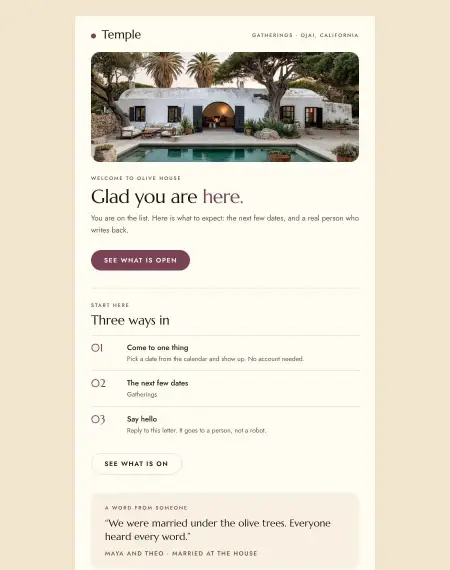 Temple
GATHERINGS · OJAI, CALIFORNIA
WELCOME TO OLIVE HOUSE
Glad you are here.
You are on the list. Here is what to expect: the next few dates, and a real person who
writes back.
SEE WHAT IS OPEN
START HERE
Three ways in
01
Come to one thing
Pick a date from the calendar and show up. No account needed.
02
The next few dates
Gatherings
03
Say hello
Reply to this letter. It goes to a person, not a robot.
SEE WHAT IS ON
A WORD FROM SOMEONE
“We were married under the olive trees. Everyone
heard every word.”
MAYA AND THEO · MARRIED AT THE HOUSE